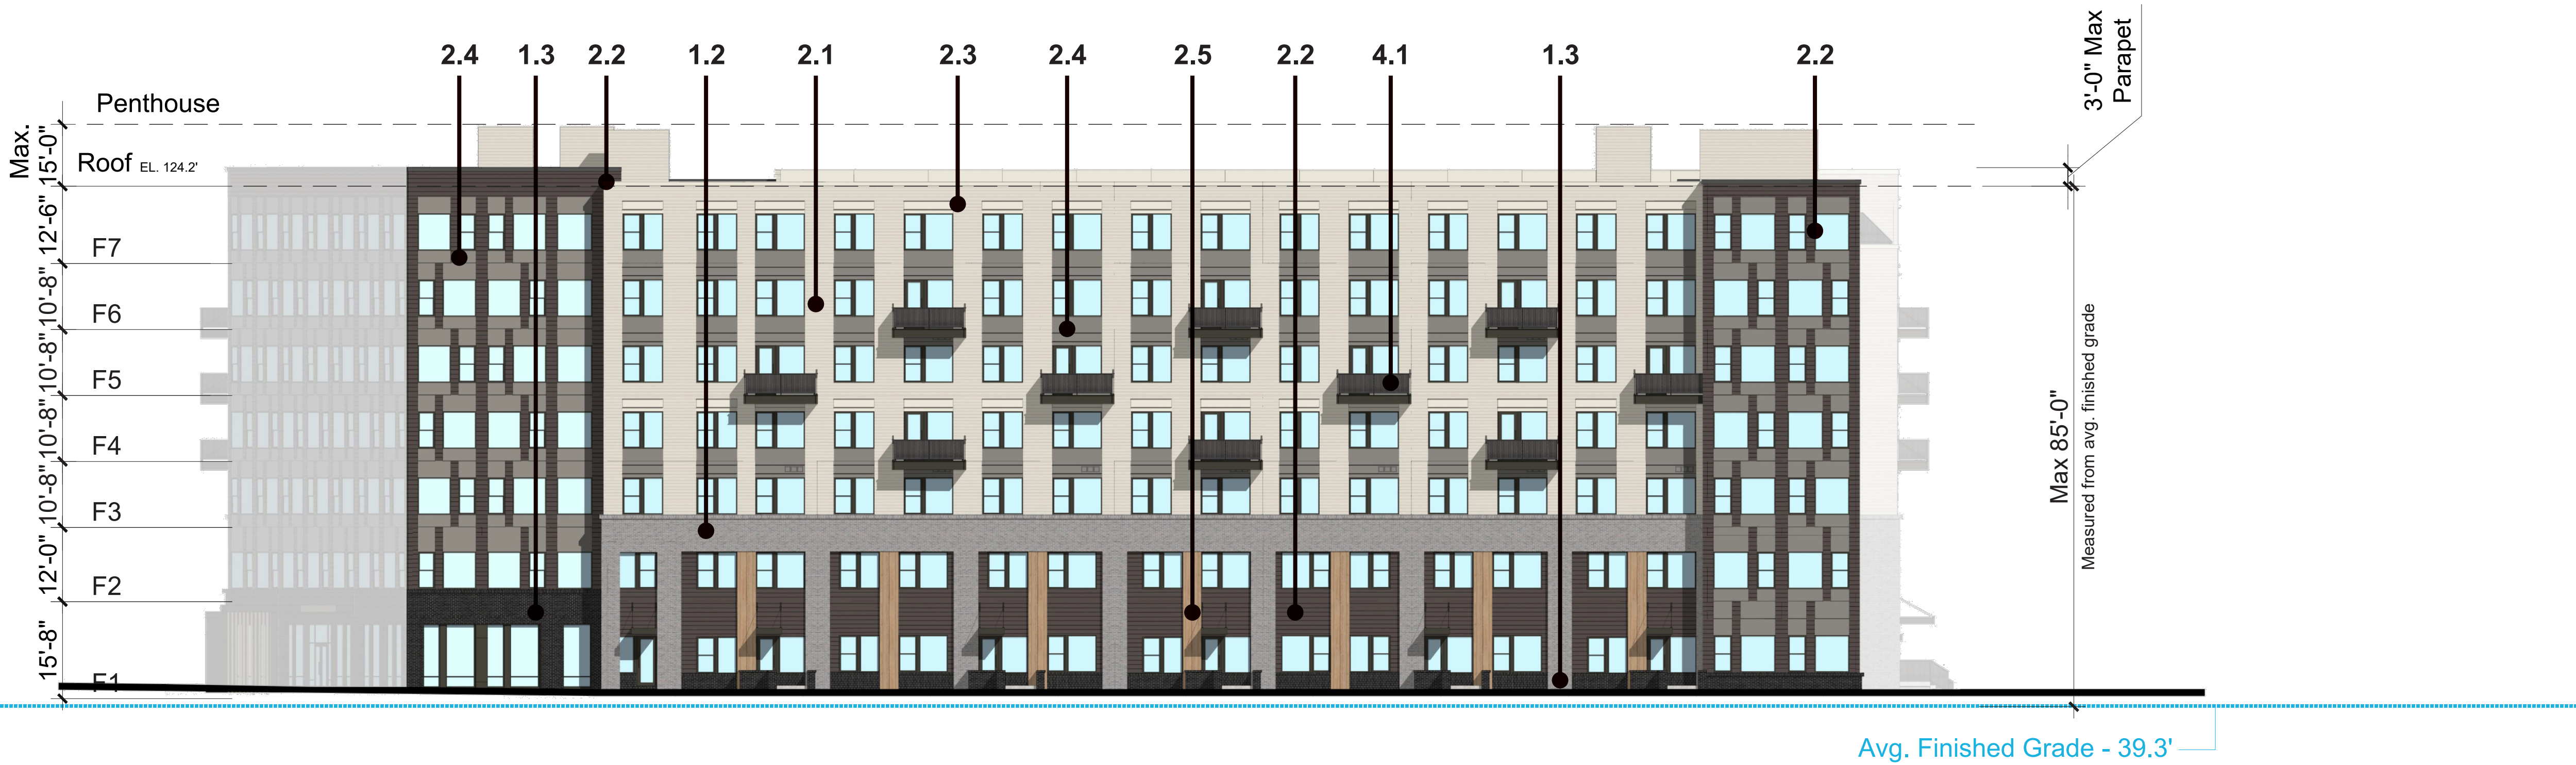 2.4 1.3 2.2 1.2 2.1 2.3 2.4 2.5 2.2 4.1 1.3 2.2
3'-0" Max
Parapet
Penthouse
Max.
15'-0"
Roof EL. 124.2'
12'-6"
F7
10'-8"
F6
10'-8"
F5
10'-8"
F4
10'-8"
F3
12'-0"
F2
15'-8"
F1
Max 85'-0"
Measured from avg. finished grade
Avg. Finished Grade - 39.3'